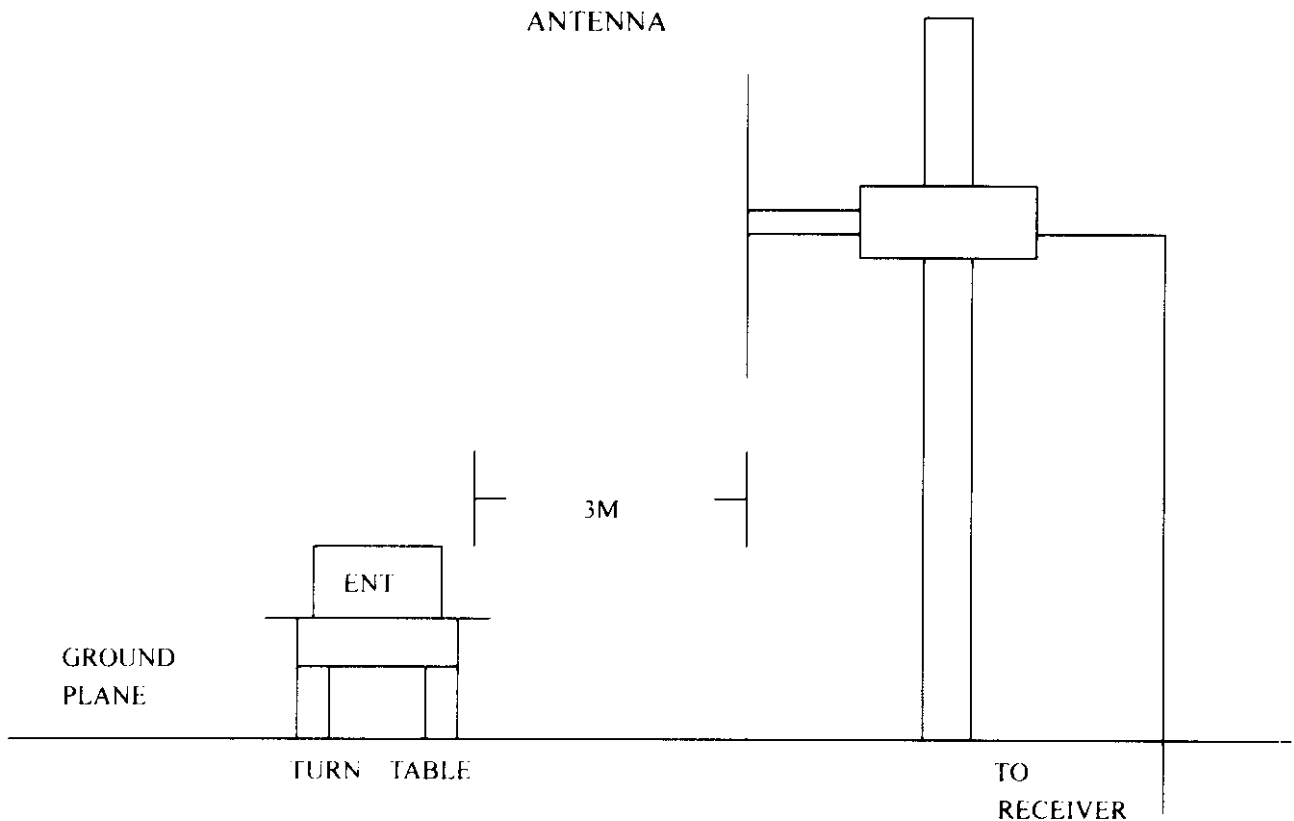 ANTENNA
3M
ENT
GROUND
PLANE
TURN TABLE
TO
RECEIVER